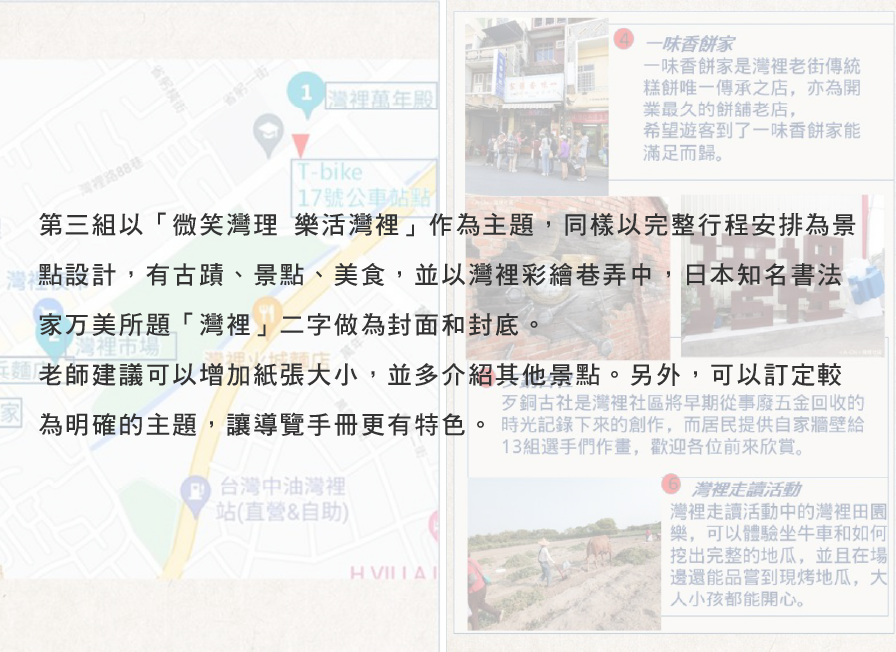 第三組以「微笑灣理 樂活灣裡」作為主題，同樣以完整行程安排為景
點設計，有古蹟、景點、美食，並以灣裡彩繪巷弄中，日本知名書法
家万美所題「灣裡」二字做為封面和封底。
老師建議可以增加紙張大小，並多介紹其他景點。另外，可以訂定較
為明確的主題，讓導覽手冊更有特色。
1
灣裡萬年殿
T-bike
17號公車站點
灣裡路88巷
2
灣裡市場
台灣中油灣裡
站(直營&自助)
H VILLA I
4 一味香餅家
一味香餅家是灣裡老街傳統
糕餅唯一傳承之店，亦為開
業最久的餅舖老店，
希望遊客到了一味香餅家能
滿足而歸。
灣裡
歹銅古社是灣裡社區將早期從事廢五金回收的
時光記錄下來的創作，而居民提供自家牆壁給
13組選手們作畫，歡迎各位前來欣賞。
6 灣裡走讀活動
灣裡走讀活動中的灣裡田園
樂，可以體驗坐牛車和如何
挖出完整的地瓜，並且在場
邊還能品嘗到現烤地瓜，大
人小孩都能開心。